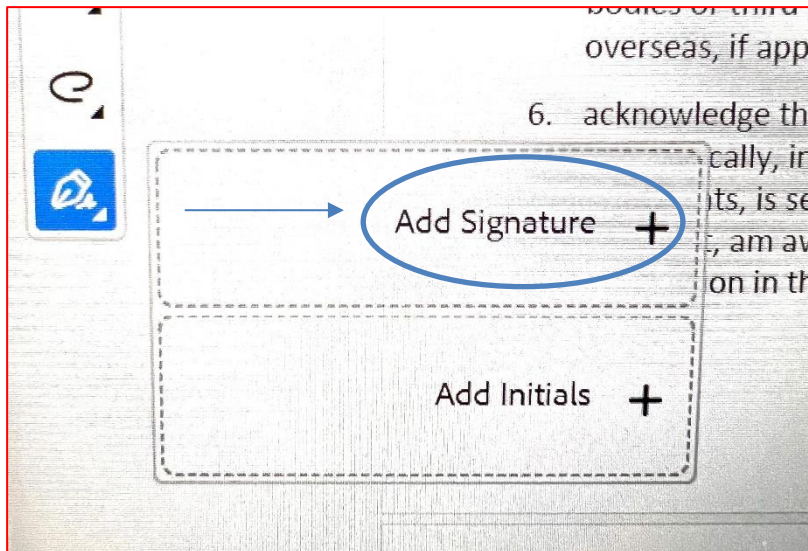 overseas, if app
6. acknowledge th
cally, in
ts, is se
, am av
on in th
Add Signature +
Add Initials +